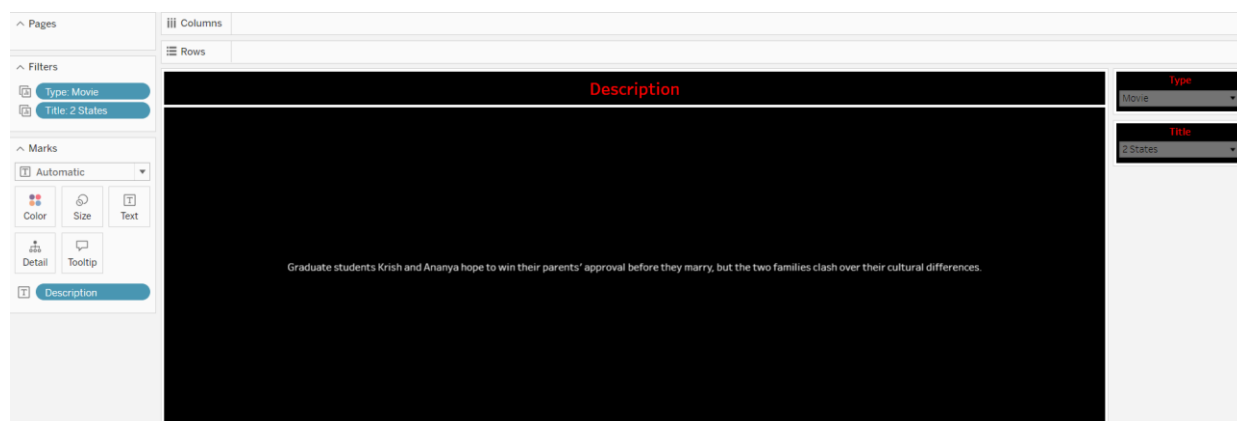 Pages
Columns
Rows
Filters
Type: Movie
Title: 2 States
Marks
T Automatic
Color Size Text
T
Detail Tooltip
T Description
Description
Graduate students Krish and Ananya hope to win their parents' approval before they marry, but the two families clash over their cultural differences.
Type
Movie
Title
2 States